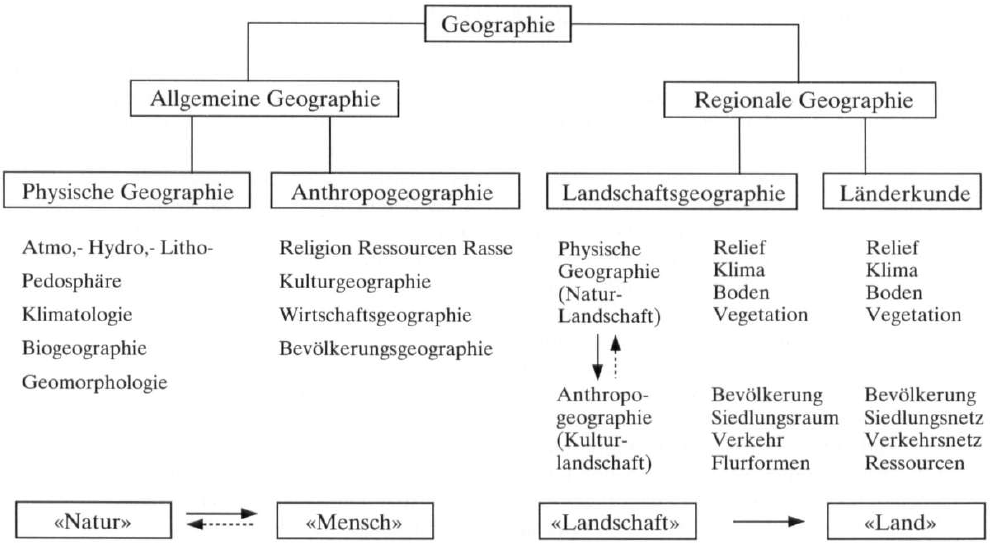 Geographie
Allgemeine Geographie
Regionale Geographie
Physische Geographie
Anthropogeographie
Landschaftsgeographie
Länderkunde
Atmo,- Hydro,- Litho-
Pedosphäre
Klimatologie
Biogeographie
Geomorphologie
Religion Ressourcen Rasse
Kulturgeographie
Wirtschaftsgeographie
Bevölkerungsgeographie
Physische
Geographie
(Natur-
Landschaft)
Anthropo-
geographie
(Kultur-
landschaft)
Relief
Klima
Boden
Vegetation
Bevölkerung
Siedlungsraum
Verkehr
Flurformen
Relief
Klima
Boden
Vegetation
Bevölkerung
Siedlungsnetz
Verkehrsnetz
Ressourcen
«Natur»
«Mensch»
«Landschaft»
«Land»